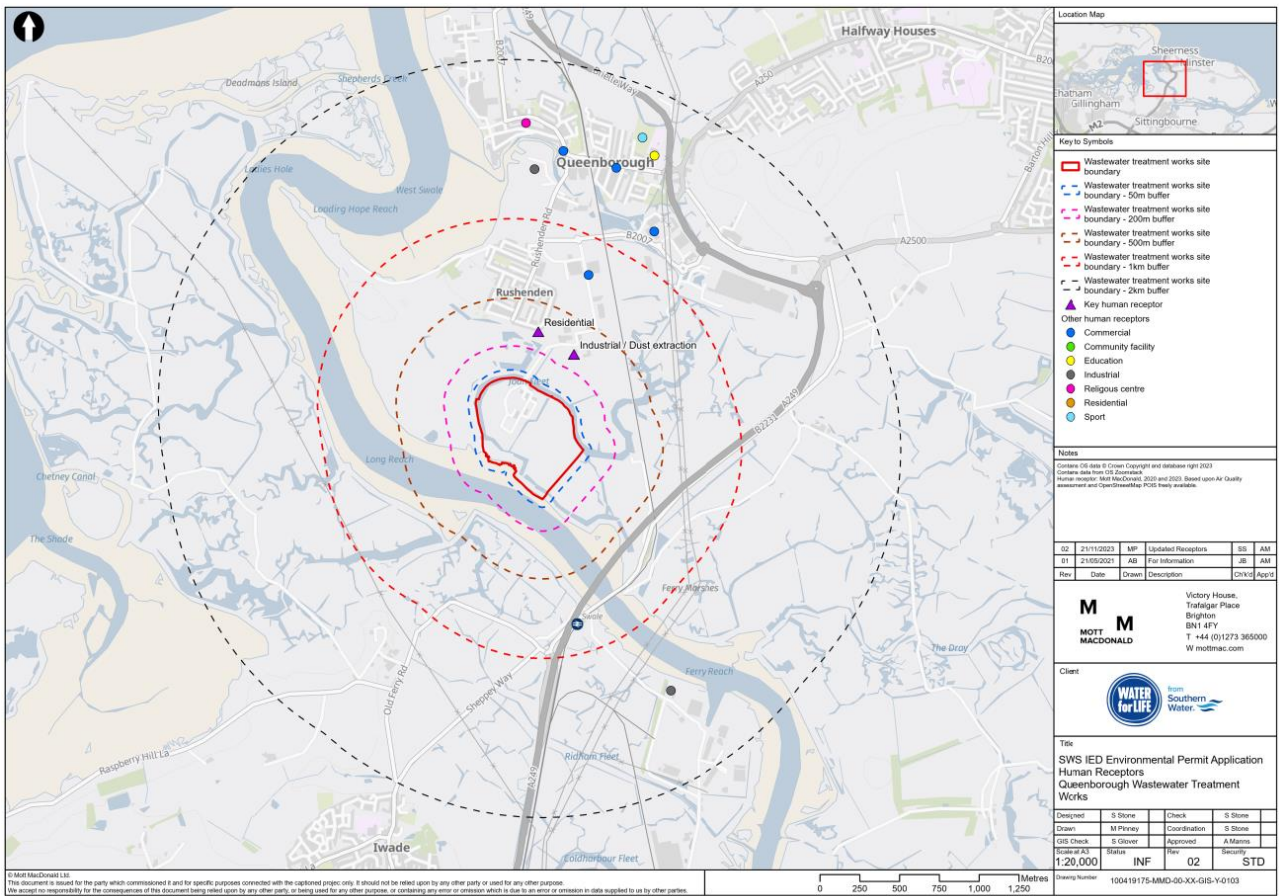 Halfway Houses
Deadmans Island
Shepherds Creek
B2007
A249
A250
Queenborough
Ladies Hole
West Swale
Loading Hope Reach
Rushenden Rd
B2007
A2500
Barton Hill
Rushenden
Residential
Industrial / Dust extraction
Long Reach
B2231
A249
Chetney Canal
The Shade
Ferry Marshes
Swale
The Dray
Old Ferry Rd
Sheppey Way
Ferry Reach
Raspberry Hill La
Ridham Fleet
A249
Iwade
Coldharbour Fleet
Location Map
Sheerness
Minster
Chatham
Gillingham
M2
Sittingbourne
Key to Symbols
Wastewater treatment works site
boundary
Wastewater treatment works site
boundary - 50m buffer
Wastewater treatment works site
boundary - 200m buffer
Wastewater treatment works site
boundary - 500m buffer
Wastewater treatment works site
boundary - 1km buffer
Wastewater treatment works site
boundary - 2km buffer
Key human receptor
Other human receptors
Commercial
Community facility
Education
Industrial
Religous centre
Residential
Sport
Notes
Contains OS data © Crown Copyright and database right 2023
Contains data from OS Zoomstack
Human receptor: Mott MacDonald, 2020 and 2023. Based upon Air Quality
assessment and OpenStreetMap POIS freely available.
02 21/11/2023 MP Updated Receptors SS AM
01 21/05/2021 AB For Information JB AM
Rev Date Drawn Description Ch'k'd App'd
M M
MOTT
MACDONALD
Victory House,
Trafalgar Place
Brighton
BN1 4FY
T +44 (0)1273 365000
W mottmac.com
Client
WATER
for LIFE
from
Southern
Water.
Title
SWS IED Environmental Permit Application
Human Receptors
Queenborough Wastewater Treatment
Works
Designed S Stone Check S Stone
Drawn M Pinney Coordination S Stone
GIS Check S Glover Approved A Manns
Scale at A3 Status Rev Security
1:20,000 INF 02 STD
Drawing Number 100419175-MMD-00-XX-GIS-Y-0103
© Mott MacDonald Ltd.
This document is issued for the party which commissioned it and for specific purposes connected with the captioned projec only. It should not be relied upon by any other party or used for any other purpose.
We accept no responsibility for the consequences of this document being relied upon by any other party, or being used for any other purpose, or containing any error or omission which is due to an error or omission in data supplied to us by other parties.
Metres
0 250 500 750 1,000 1,250